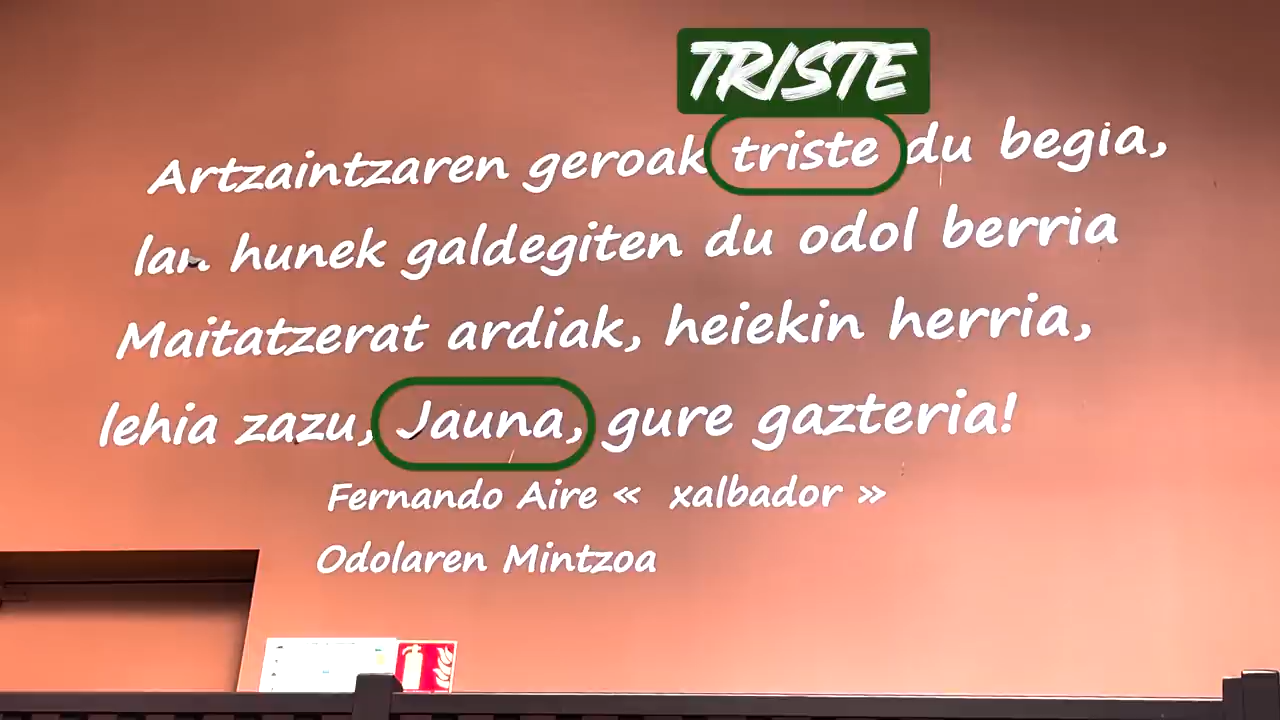 TRISTE
Artzaintzaren geroak triste du begia,
lan hunek galdegiten du odol berria
Maitatzerat ardiak, heiekin herria,
lehia zazu, Jauna, gure gazteria!
Fernando Aire « xalbador »
Odolaren Mintzoa